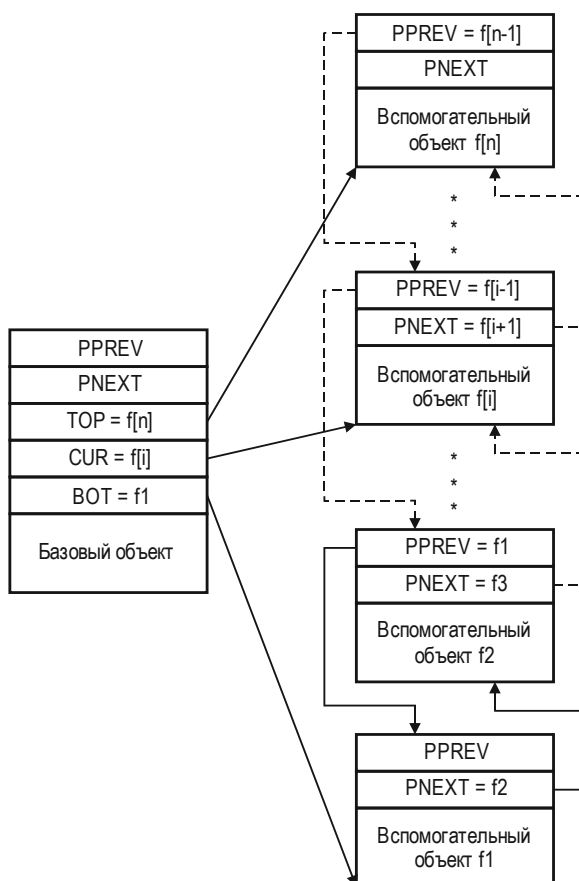 PPREV = f[n-1]
PNEXT
Вспомогательный
объект f[n]
*
*
*
PPREV = f[i-1]
PNEXT = f[i+1]
Вспомогательный
объект f[i]
*
*
*
PPREV
PNEXT
TOP = f[n]
CUR = f[i]
BOT = f1
Базовый объект
PPREV = f1
PNEXT = f3
Вспомогательный
объект f2
PPREV
PNEXT = f2
Вспомогательный
объект f1